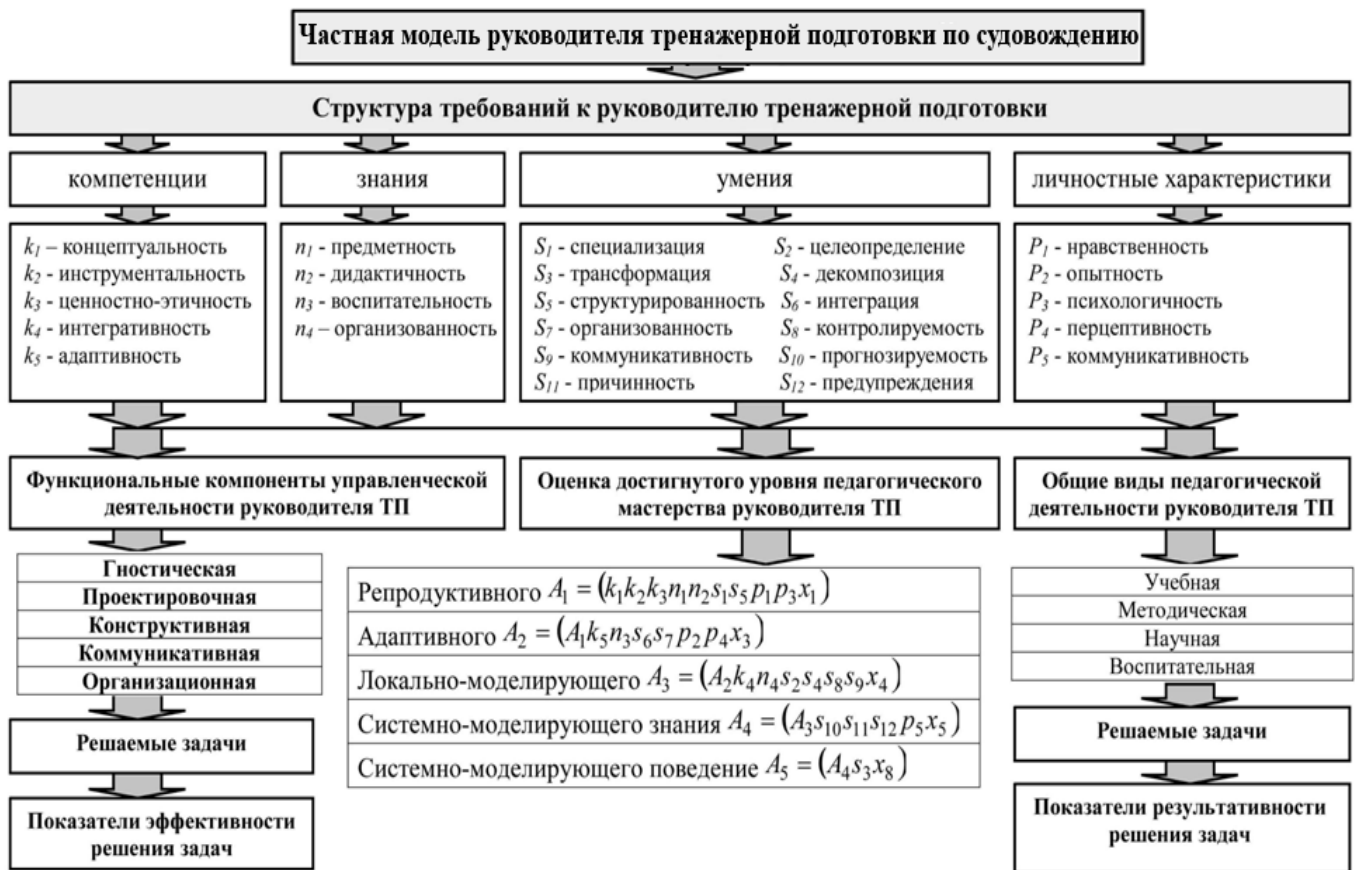 Частная модель руководителя тренажерной подготовки по судовождению
Структура требований к руководителю тренажерной подготовки
компетенции
знания
умения
личностные характеристики
k₁ – концептуальность
k₂ - инструментальность
k₃ - ценностно-этичность
k₄ - интегративность
k₅ - адаптивность
n₁ - предметность
n₂ - дидактичность
n₃ - воспитательность
n₄ – организованность
S₁ - специализация
S₂ - целеопределение
S₃ - трансформация
S₄ - декомпозиция
S₅ - структурированность
S₆ - интеграция
S₇ - организованность
S₈ - контролируемость
S₉ - коммуникативность
S₁₀ - прогнозируемость
S₁₁ - причинность
S₁₂ - предупреждения
P₁ - нравственность
P₂ - опытность
P₃ - психологичность
P₄ - перцептивность
P₅ - коммуникативность
Функциональные компоненты управленческой
деятельности руководителя ТП
Оценка достигнутого уровня педагогического
мастерства руководителя ТП
Общие виды педагогической
деятельности руководителя ТП
Гностическая
Проектировочная
Конструктивная
Коммуникативная
Организационная
Решаемые задачи
Показатели эффективности
решения задач
Репродуктивного A₁ = (k₁k₂k₃n₁n₂s₁s₅p₁p₃x₁)
Адаптивного A₂ = (A₁k₅n₃s₆s₇p₂p₄x₃)
Локально-моделирующего A₃ = (A₂k₄n₄s₂s₄s₈s₉x₄)
Системно-моделирующего знания A₄ = (A₃s₁₀s₁₁s₁₂p₅x₅)
Системно-моделирующего поведение A₅ = (A₄s₃x₈)
Учебная
Методическая
Научная
Воспитательная
Решаемые задачи
Показатели результативности
решения задач